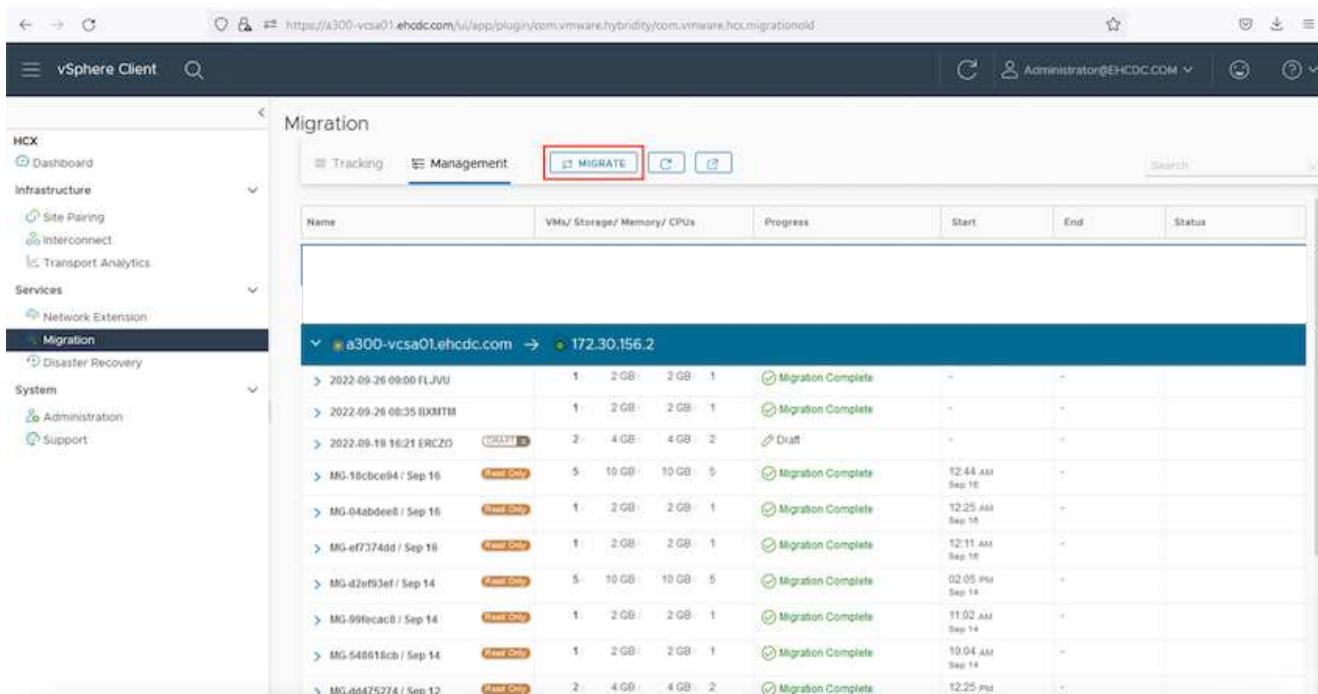 https://a300-vcsa01.ehcdc.com/ui/app/plugin/com.vmware.hybridity/com.vmware.hcx.migrationold
vSphere Client
Administrator@EHCDC.COM
HCX
Dashboard
Infrastructure
Site Pairing
Interconnect
Transport Analytics
Services
Network Extension
Migration
Disaster Recovery
System
Administration
Support
Migration
Tracking Management MIGRATE Search
Name VMs/ Storage/ Memory/ CPUs Progress Start End Status
a300-vcsa01.ehcdc.com → 172.30.156.2
2022-09-26 09:00 FLJVU 1 2 GB 2 GB 1 Migration Complete - -
2022-09-26 08:35 BXMTM 1 2 GB 2 GB 1 Migration Complete - -
2022-09-19 16:21 ERCZO DRAFT 2 4 GB 4 GB 2 Draft - -
MG-18cbce94 / Sep 16 Read Only 5 10 GB 10 GB 5 Migration Complete 12:44 AM -
Sep 16
MG-04abdee8 / Sep 16 Read Only 1 2 GB 2 GB 1 Migration Complete 12:25 AM -
Sep 16
MG-ef7374dd / Sep 16 Read Only 1 2 GB 2 GB 1 Migration Complete 12:11 AM -
Sep 16
MG-d2ef93ef / Sep 14 Read Only 5 10 GB 10 GB 5 Migration Complete 02:05 PM -
Sep 14
MG-99fecac8 / Sep 14 Read Only 1 2 GB 2 GB 1 Migration Complete 11:02 AM -
Sep 14
MG-548618cb / Sep 14 Read Only 1 2 GB 2 GB 1 Migration Complete 10:04 AM -
Sep 14
MG-dd475274 / Sep 12 Read Only 2 4 GB 4 GB 2 Migration Complete 12:25 PM -